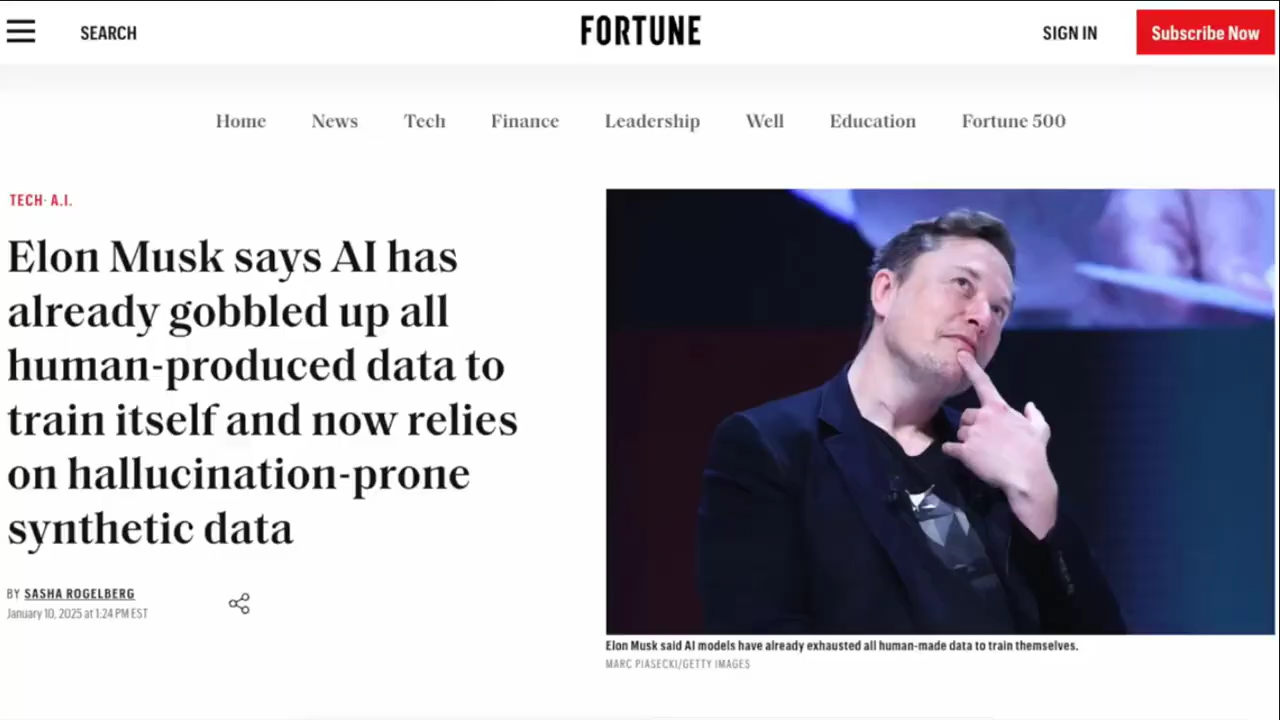 SEARCH
FORTUNE
SIGN IN
Subscribe Now
Home News Tech Finance Leadership Well Education Fortune 500
TECH· A.I.
Elon Musk says AI has
already gobbled up all
human-produced data to
train itself and now relies
on hallucination-prone
synthetic data
BY SASHA ROGELBERG
January 10, 2025 at 1:24 PM EST
Elon Musk said AI models have already exhausted all human-made data to train themselves.
MARC PIASECKI/GETTY IMAGES